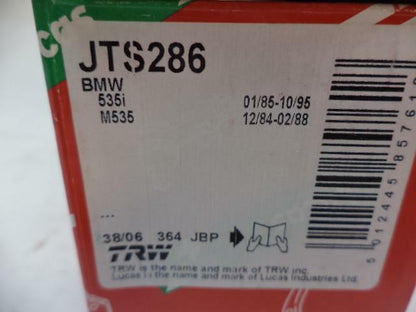 cas
JTS286
BMW
535i 01/85-10/95
M535 12/84-02/88
...
38/06 364 JBP
TRW
TRW is the name and mark of TRW inc.
Lucas is the name and mark of Lucas Industries Ltd.